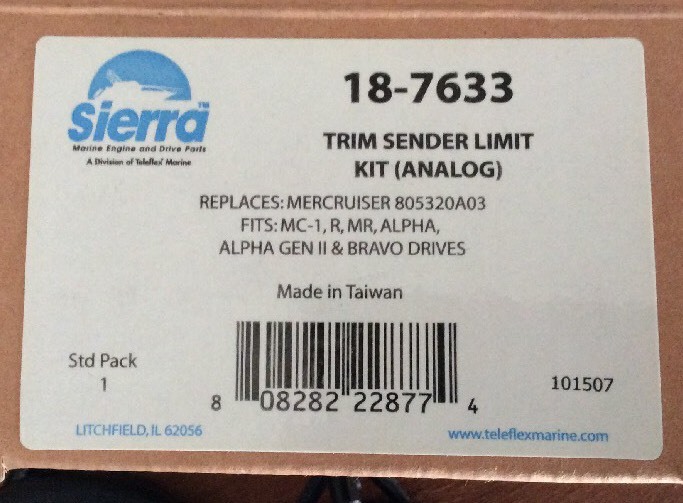 Sierra™
Marine Engine and Drive Parts
A Division of Teleflex Marine
18-7633
TRIM SENDER LIMIT
KIT (ANALOG)
REPLACES: MERCRUISER 805320A03
FITS: MC-1, R, MR, ALPHA,
ALPHA GEN II & BRAVO DRIVES
Made in Taiwan
Std Pack
1
8 08282 22877 4
101507
LITCHFIELD, IL 62056
www.teleflexmarine.com